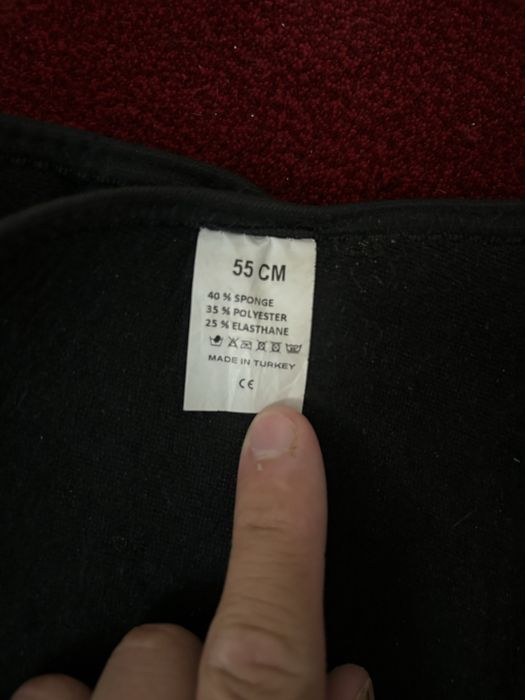 55 CM
40 % SPONGE
35 % POLYESTER
25 % ELASTHANE
MADE IN TURKEY
CE